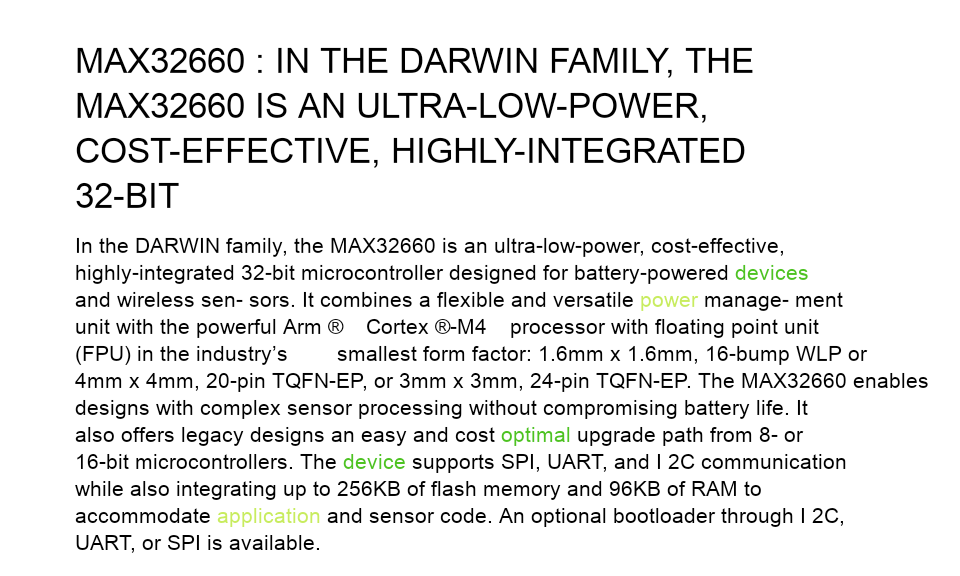 MAX32660 : IN THE DARWIN FAMILY, THE
MAX32660 IS AN ULTRA-LOW-POWER,
COST-EFFECTIVE, HIGHLY-INTEGRATED
32-BIT
In the DARWIN family, the MAX32660 is an ultra-low-power, cost-effective,
highly-integrated 32-bit microcontroller designed for battery-powered devices
and wireless sen- sors. It combines a flexible and versatile power manage- ment
unit with the powerful Arm ® Cortex ®-M4 processor with floating point unit
(FPU) in the industry’s smallest form factor: 1.6mm x 1.6mm, 16-bump WLP or
4mm x 4mm, 20-pin TQFN-EP, or 3mm x 3mm, 24-pin TQFN-EP. The MAX32660 enables
designs with complex sensor processing without compromising battery life. It
also offers legacy designs an easy and cost optimal upgrade path from 8- or
16-bit microcontrollers. The device supports SPI, UART, and I 2C communication
while also integrating up to 256KB of flash memory and 96KB of RAM to
accommodate application and sensor code. An optional bootloader through I 2C,
UART, or SPI is available.